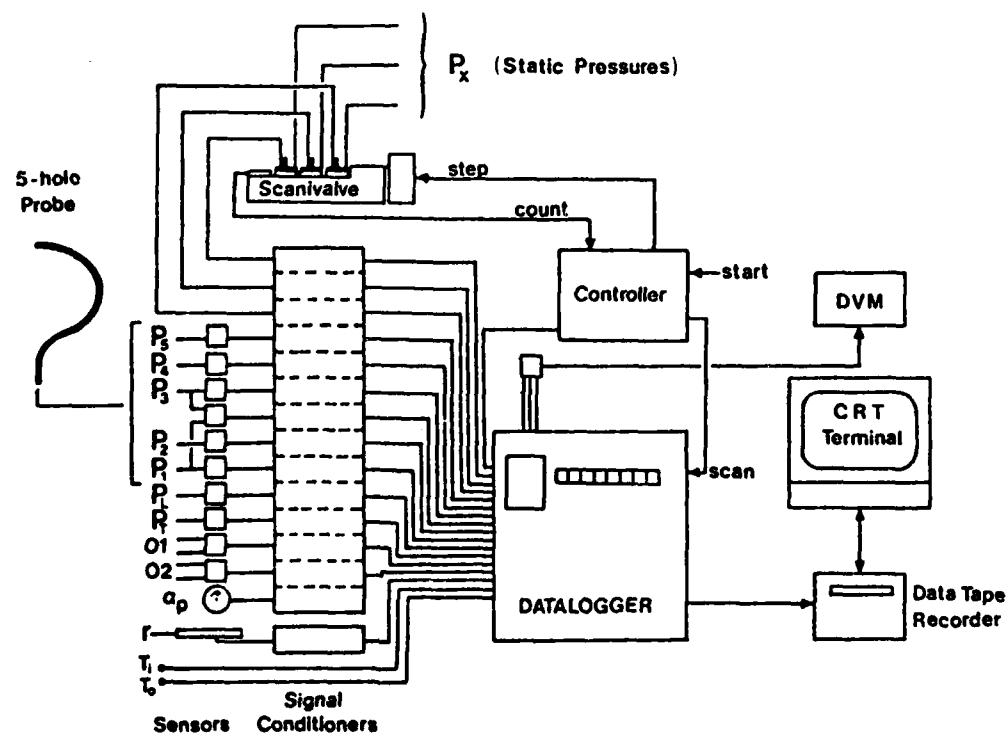 Px (Static Pressures)
5-hole
Probe
Scanivalve
step
count
Controller
start
DVM
CRT
Terminal
scan
P5
P4
P3
P2
P1
O1
O2
αp
r
Ti
To
DATALOGGER
Data Tape
Recorder
Sensors
Signal
Conditioners